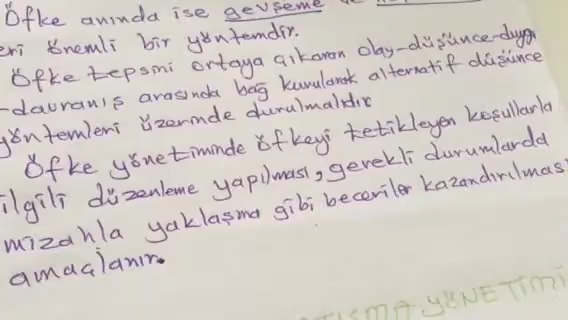 Öfke anında ise gevşeme
önemli bir yöntemdir.
Öfke tepsini ortaya çıkaran olay-düşünce-duygu
-davranış arasında bağ kurularak alternatif düşünce
yöntemleri üzerinde durulmalıdır
Öfke yönetiminde öfkeyi tetikleyen koşullarla
ilgili düzenleme yapılması, gerekli durumlarda
mizahla yaklaşma gibi beceriler kazandırılması
amaçlanır.
YÖNETİMİ